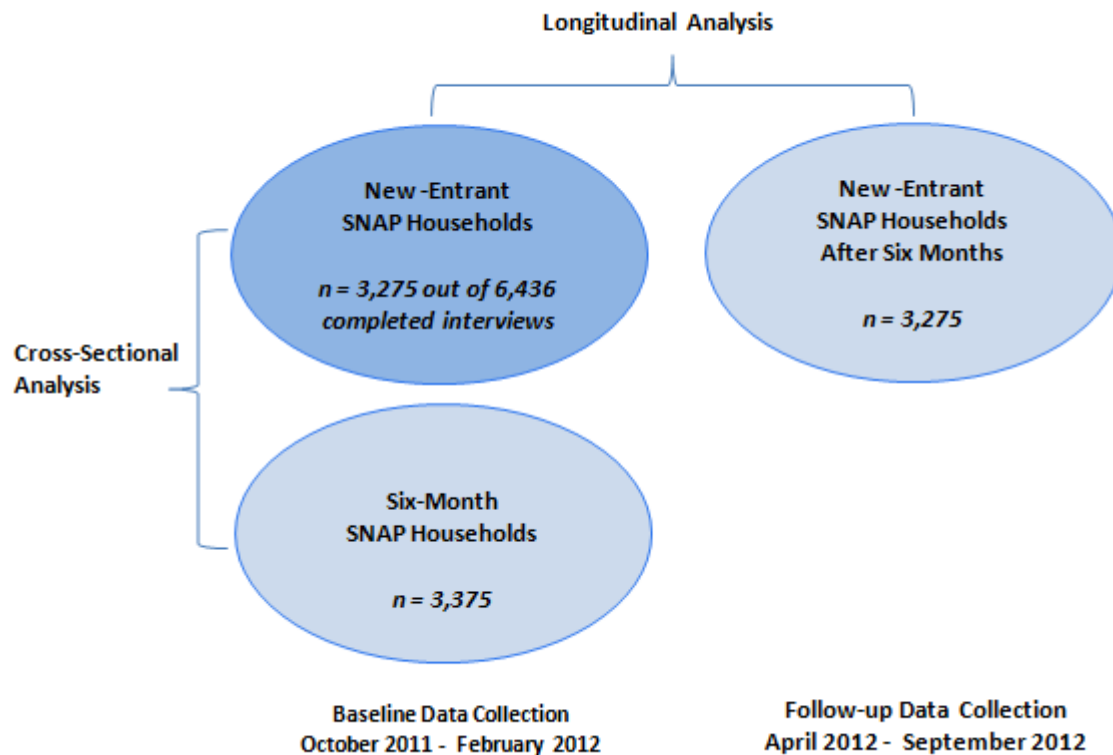 Longitudinal Analysis
New -Entrant
SNAP Households
n = 3,275 out of 6,436
completed interviews
New -Entrant
SNAP Households
After Six Months
n = 3,275
Cross-Sectional
Analysis
Six-Month
SNAP Households
n = 3,375
Baseline Data Collection
October 2011 - February 2012
Follow-up Data Collection
April 2012 - September 2012